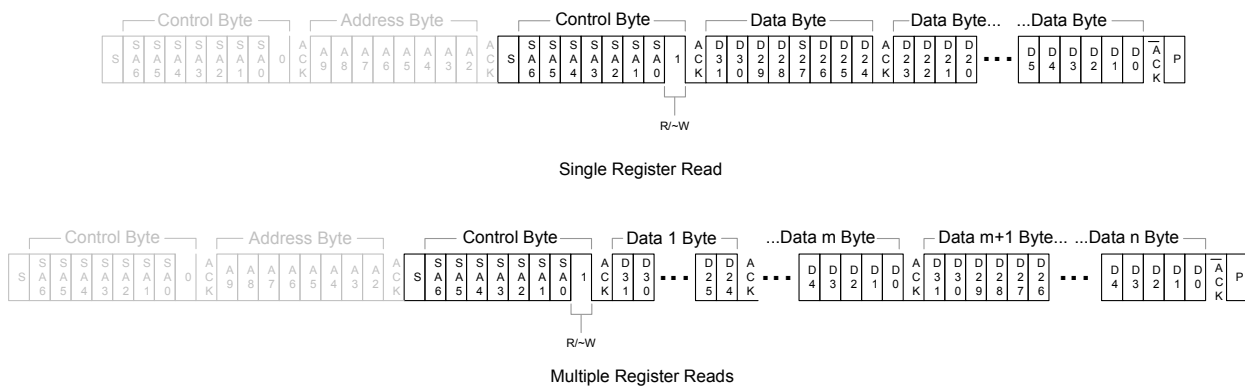 Control Byte Address Byte Control Byte Data Byte Data Byte... ...Data Byte
S SA6 SA5 SA4 SA3 SA2 SA1 SA0 0 ACK A9 A8 A7 A6 A5 A4 A3 A2 ACK S SA6 SA5 SA4 SA3 SA2 SA1 SA0 1 ACK D31 D30 D29 D28 S27 D26 D25 D24 ACK D23 D22 D21 D20 ... D5 D4 D3 D2 D1 D0 A̅CK P
R/~W
Single Register Read
Control Byte Address Byte Control Byte Data 1 Byte ...Data m Byte Data m+1 Byte... ...Data n Byte
S SA6 SA5 SA4 SA3 SA2 SA1 SA0 0 ACK A9 A8 A7 A6 A5 A4 A3 A2 ACK S SA6 SA5 SA4 SA3 SA2 SA1 SA0 1 ACK D31 D30 ... D25 D24 ACK ... D4 D3 D2 D1 D0 ACK D31 D30 D29 D28 D27 D26 ... D4 D3 D2 D1 D0 A̅CK P
R/~W
Multiple Register Reads